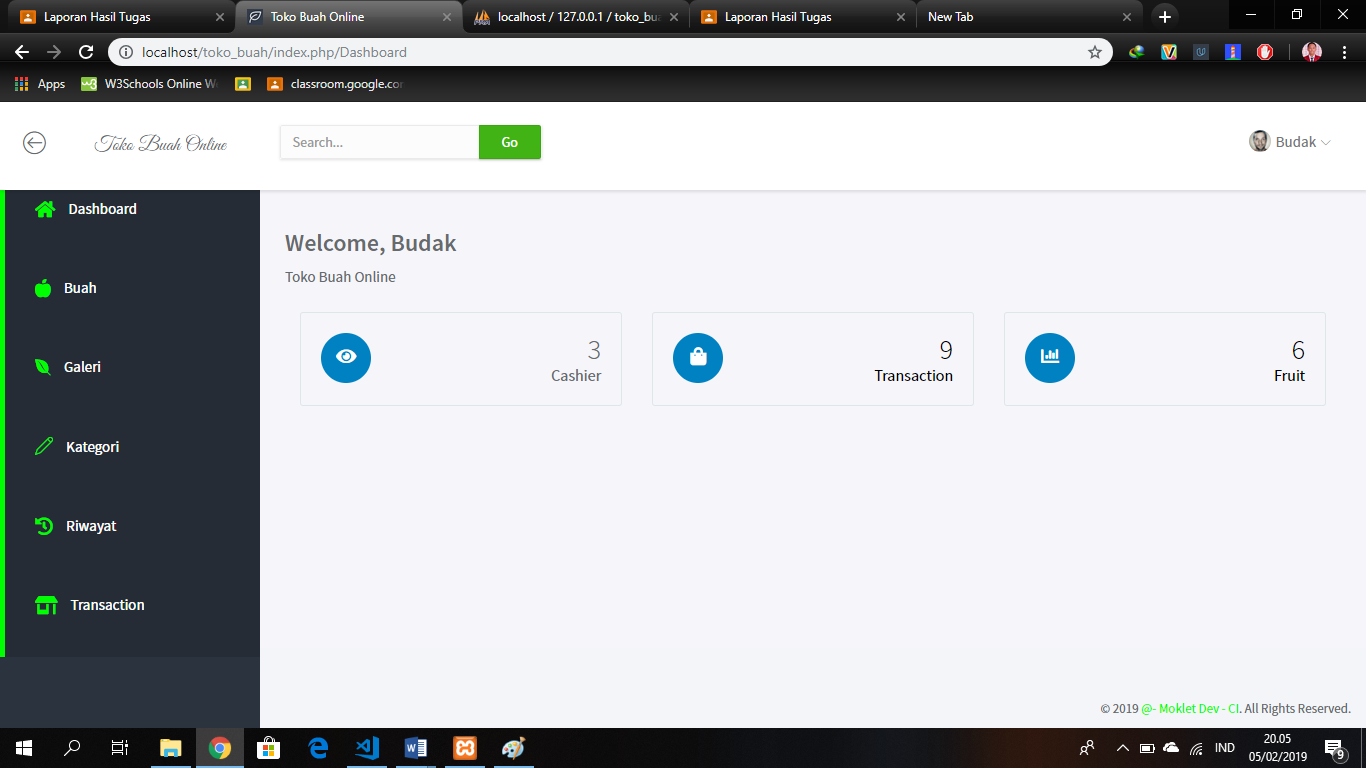 Laporan Hasil Tugas
Toko Buah Online
localhost / 127.0.0.1 / toko_bua
Laporan Hasil Tugas
New Tab
localhost/toko_buah/index.php/Dashboard
Apps
W3Schools Online We
classroom.google.com
Toko Buah Online
Search...
Go
Budak
Dashboard
Buah
Galeri
Kategori
Riwayat
Transaction
Welcome, Budak
Toko Buah Online
3
Cashier
9
Transaction
6
Fruit
© 2019 @- Moklet Dev - CI. All Rights Reserved.
IND
20.05
05/02/2019
9